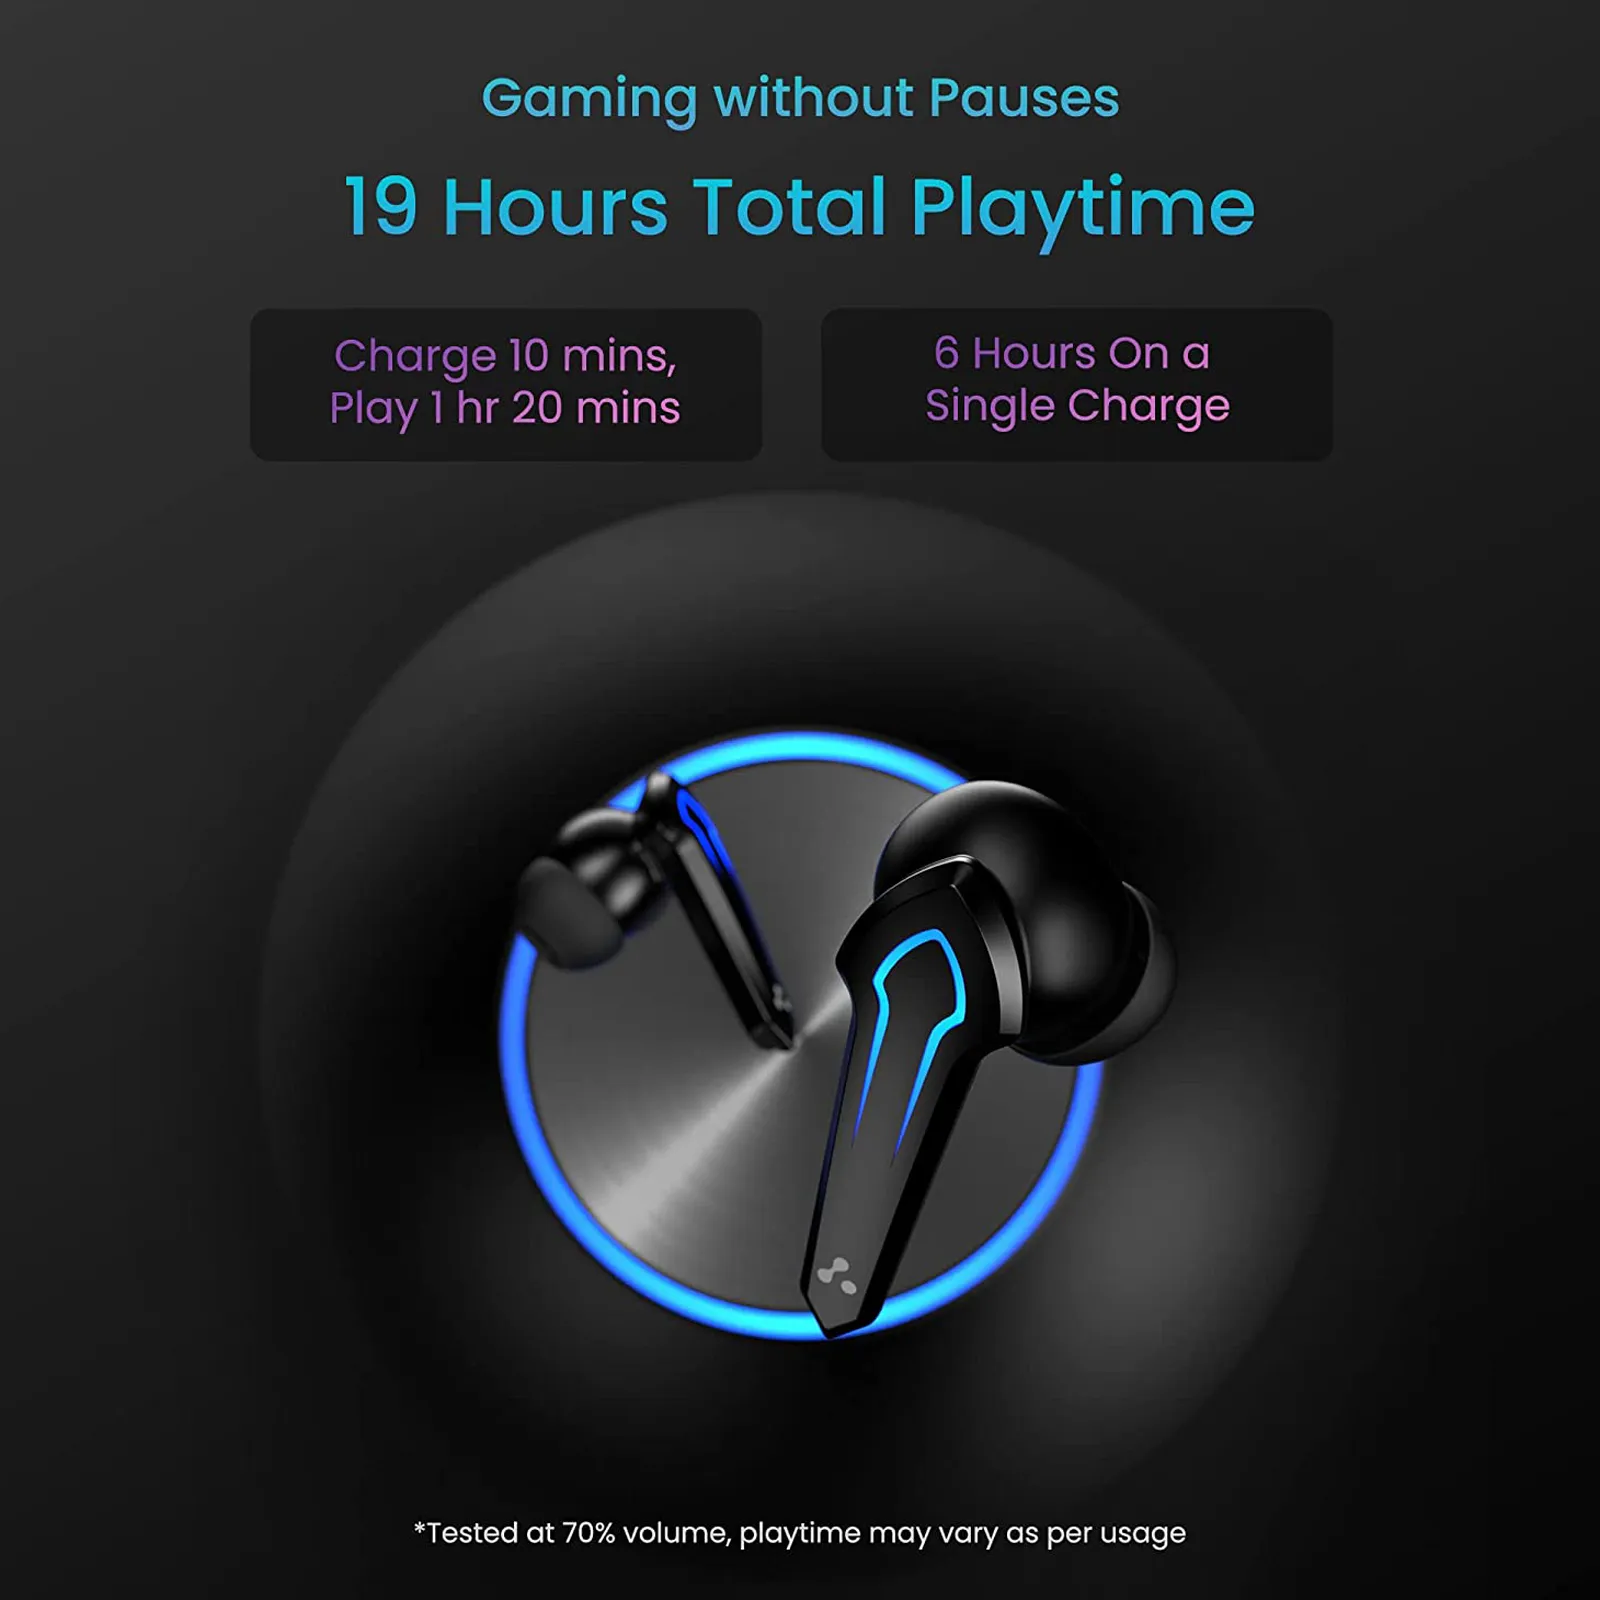 Gaming without Pauses
19 Hours Total Playtime
Charge 10 mins,
Play 1 hr 20 mins
6 Hours On a
Single Charge
*Tested at 70% volume, playtime may vary as per usage